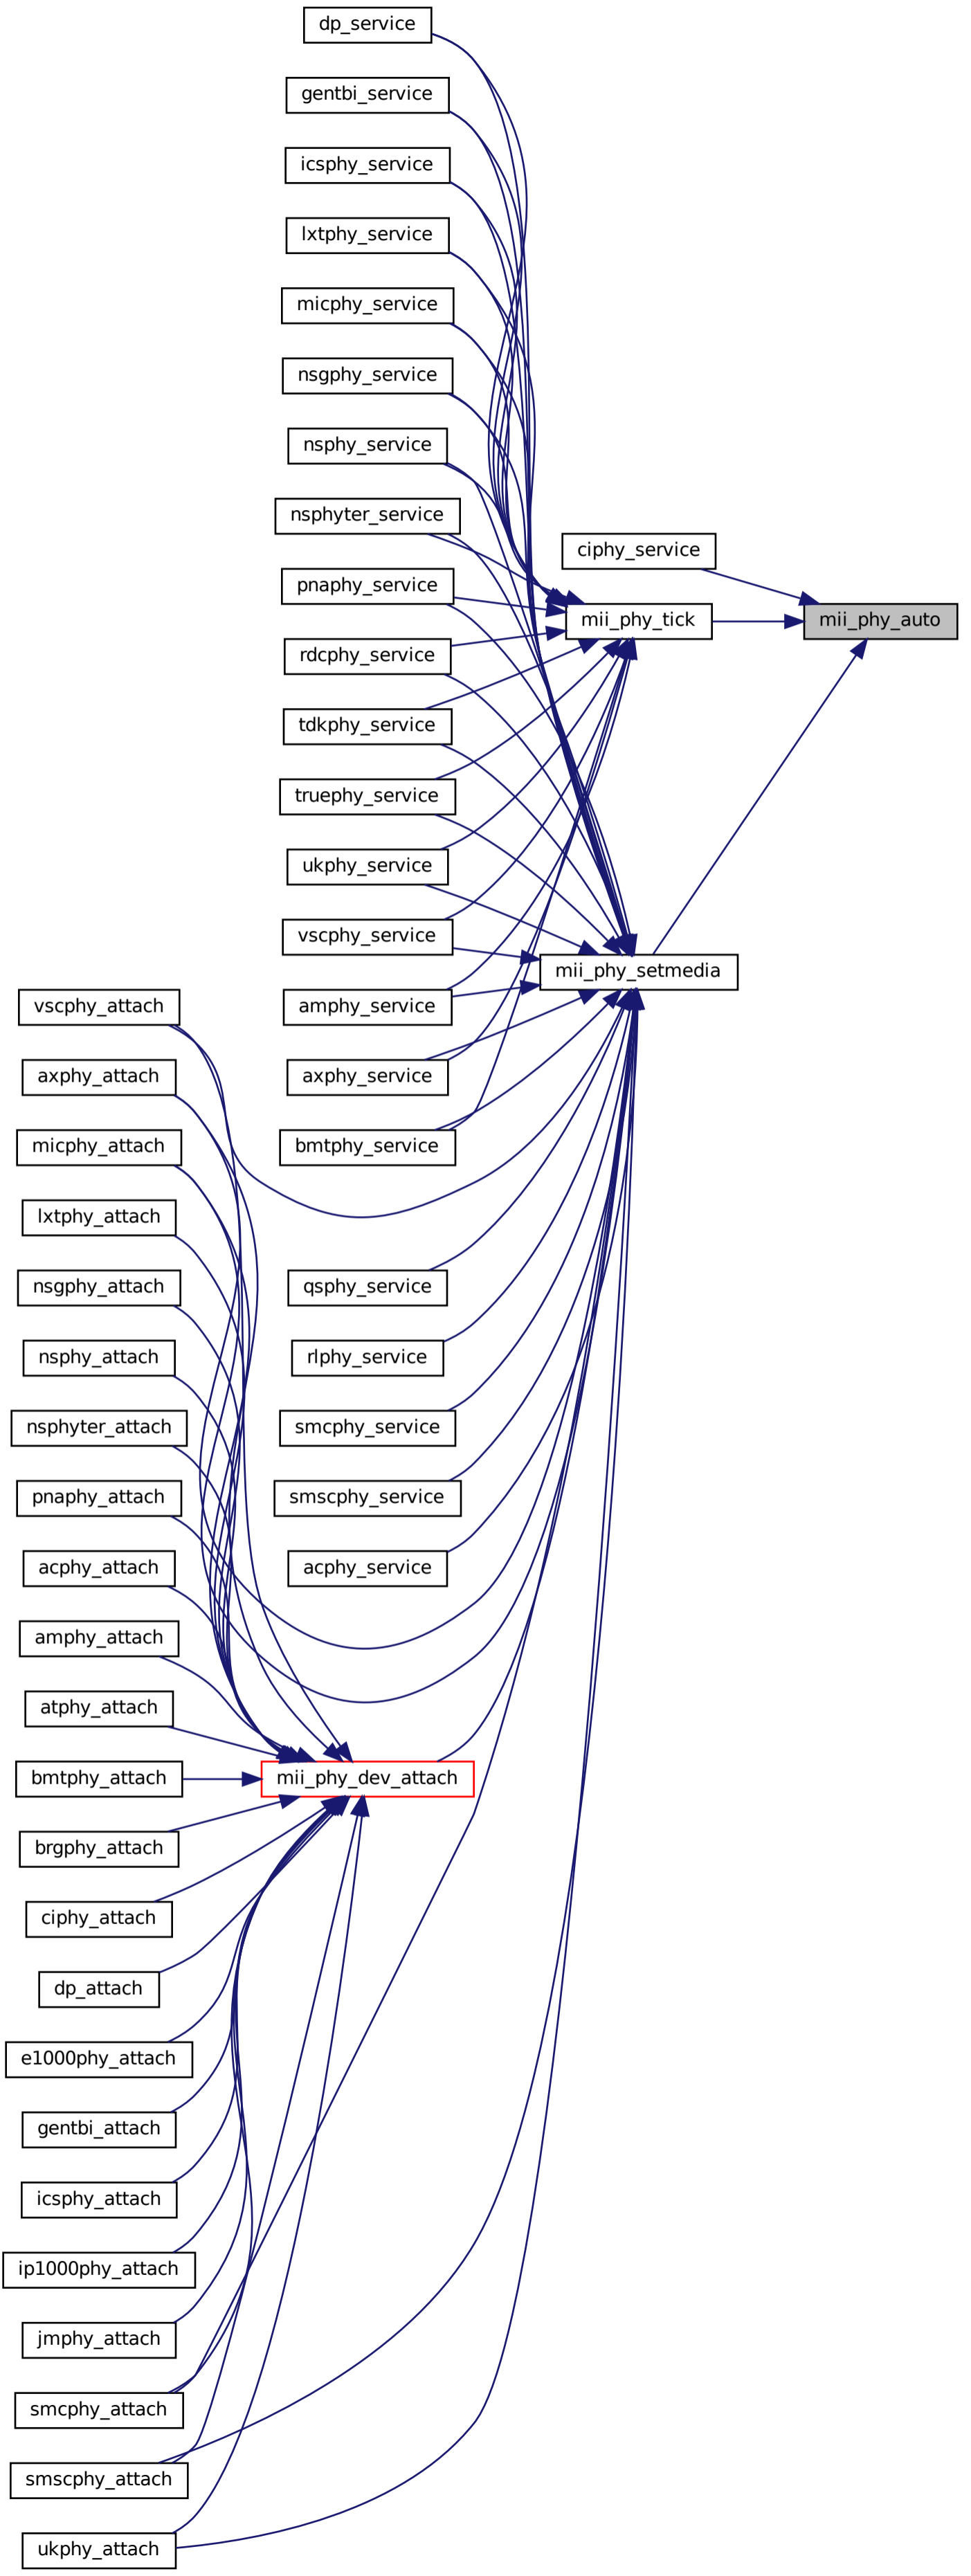 dp_service
gentbi_service
icsphy_service
lxtphy_service
micphy_service
nsgphy_service
nsphy_service
nsphyter_service
ciphy_service
pnaphy_service
mii_phy_tick
mii_phy_auto
rdcphy_service
tdkphy_service
truephy_service
ukphy_service
vscphy_service
mii_phy_setmedia
vscphy_attach
amphy_service
axphy_attach
axphy_service
micphy_attach
bmtphy_service
lxtphy_attach
nsgphy_attach
qsphy_service
nsphy_attach
rlphy_service
nsphyter_attach
smcphy_service
pnaphy_attach
smscphy_service
acphy_attach
acphy_service
amphy_attach
atphy_attach
bmtphy_attach
mii_phy_dev_attach
brgphy_attach
ciphy_attach
dp_attach
e1000phy_attach
gentbi_attach
icsphy_attach
ip1000phy_attach
jmphy_attach
smcphy_attach
smscphy_attach
ukphy_attach